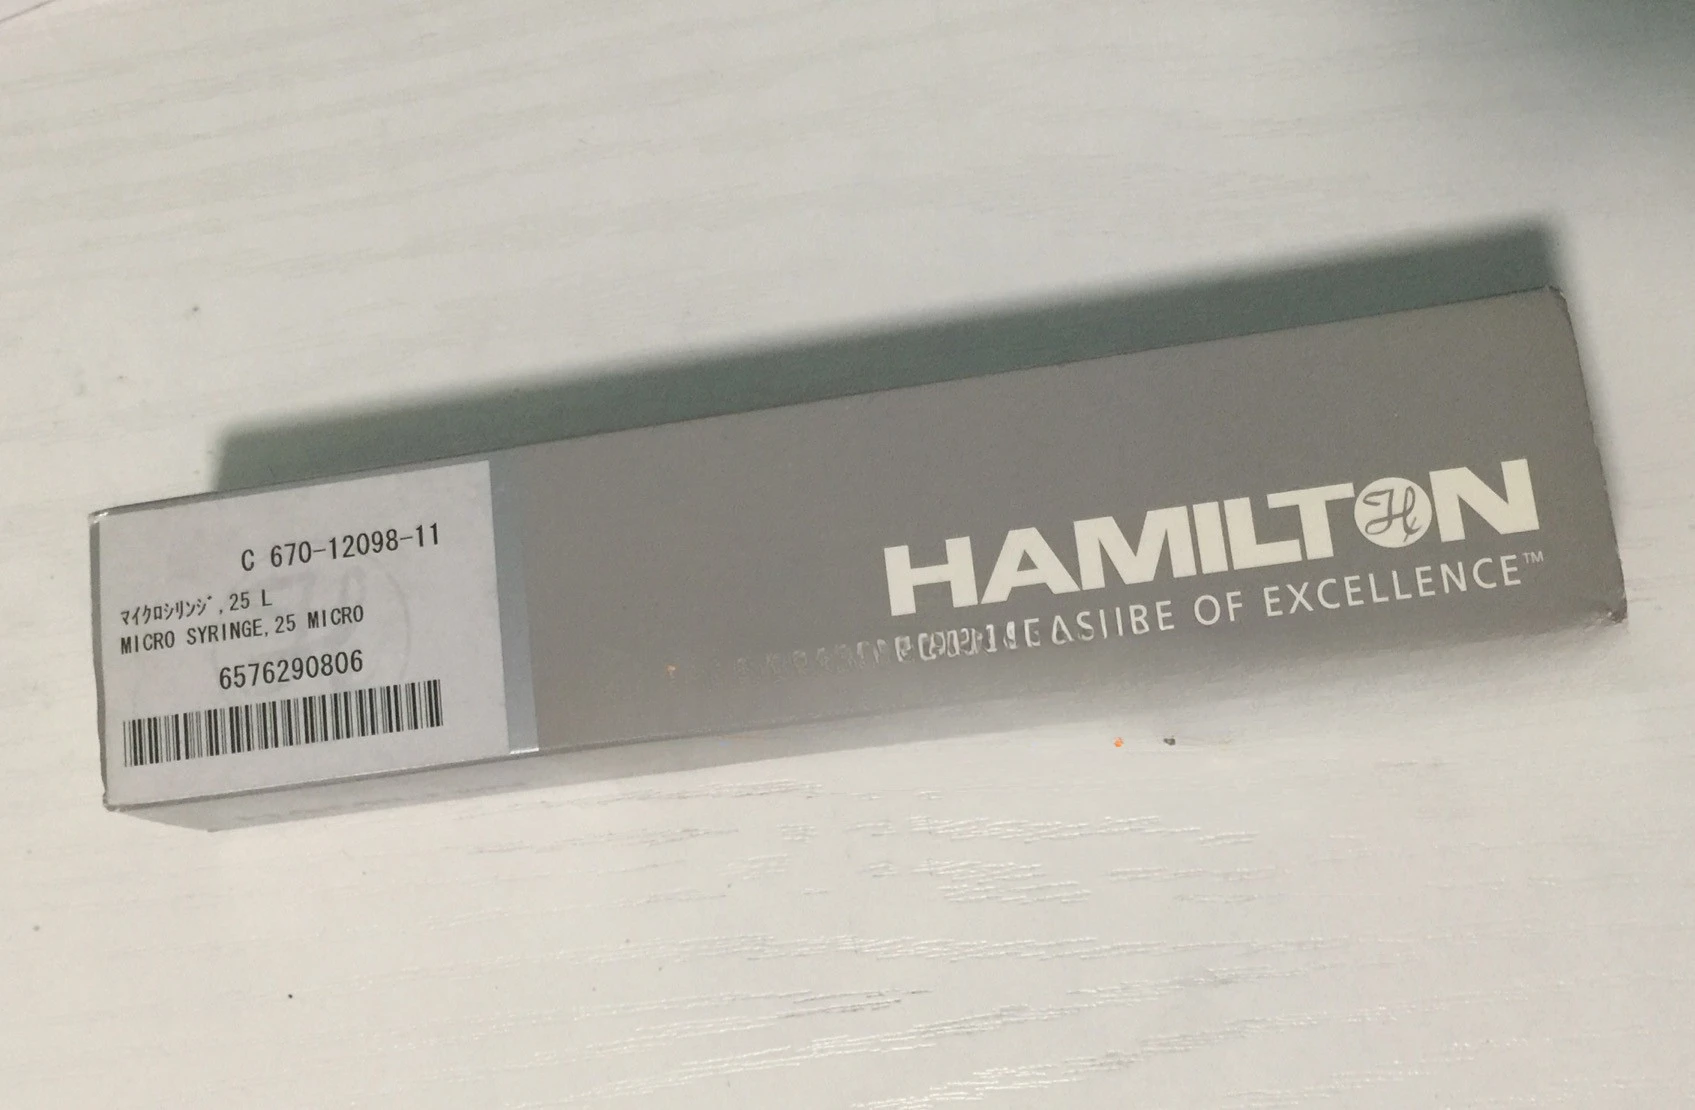 C 670-12098-11
ﾏｲｸﾛｼﾘﾝｼﾞ,25 L
MICRO SYRINGE,25 MICRO
6576290806
HAMILTON
OF EXCELLENCE™